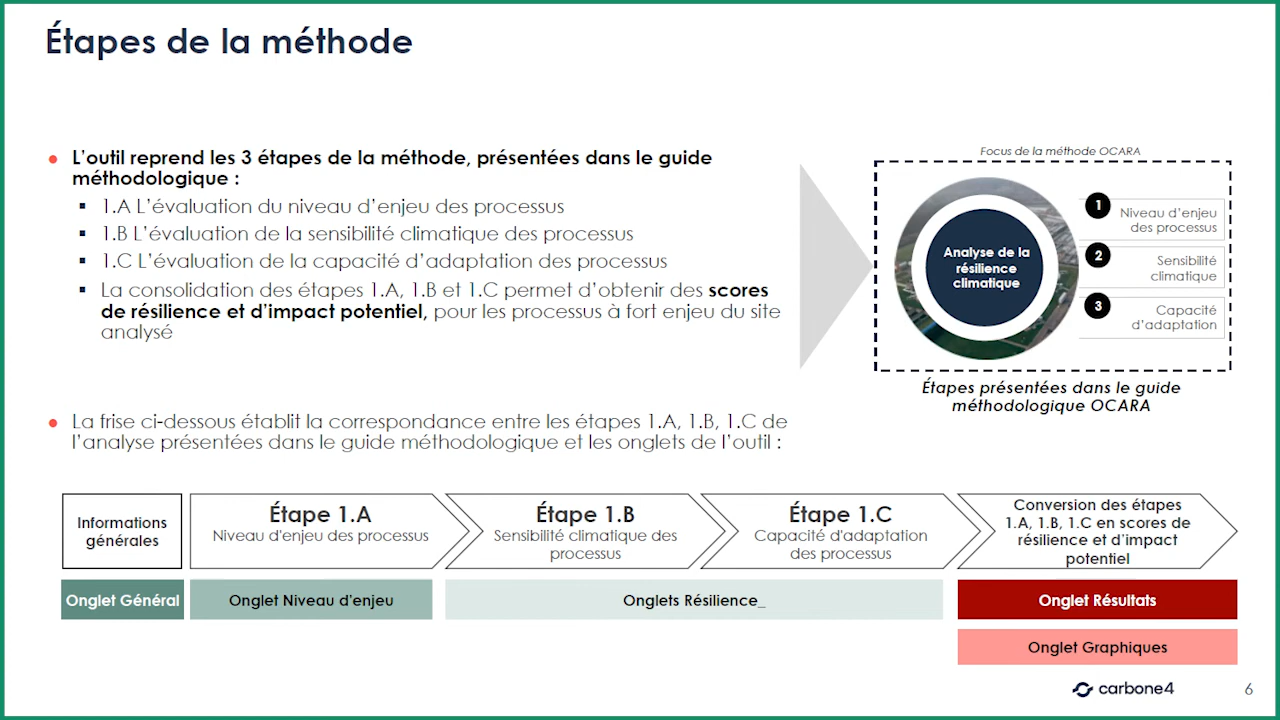 Étapes de la méthode
L'outil reprend les 3 étapes de la méthode, présentées dans le guide
méthodologique :
1.A L'évaluation du niveau d'enjeu des processus
1.B L'évaluation de la sensibilité climatique des processus
1.C L'évaluation de la capacité d'adaptation des processus
La consolidation des étapes 1.A, 1.B et 1.C permet d'obtenir des scores
de résilience et d'impact potentiel, pour les processus à fort enjeu du site
analysé
Focus de la méthode OCARA
Analyse de la
résilience
climatique
1
Niveau d'enjeu
des processus
2
Sensibilité
climatique
3
Capacité
d'adaptation
Étapes présentées dans le guide
méthodologique OCARA
La frise ci-dessous établit la correspondance entre les étapes 1.A, 1.B, 1.C de
l'analyse présentées dans le guide méthodologique et les onglets de l'outil :
Informations
générales
Étape 1.A
Niveau d'enjeu des processus
Étape 1.B
Sensibilité climatique des
processus
Étape 1.C
Capacité d'adaptation
des processus
Conversion des étapes
1.A, 1.B, 1.C en scores de
résilience et d'impact
potentiel
Onglet Général
Onglet Niveau d'enjeu
Onglets Résilience_
Onglet Résultats
Onglet Graphiques
carbone4
6